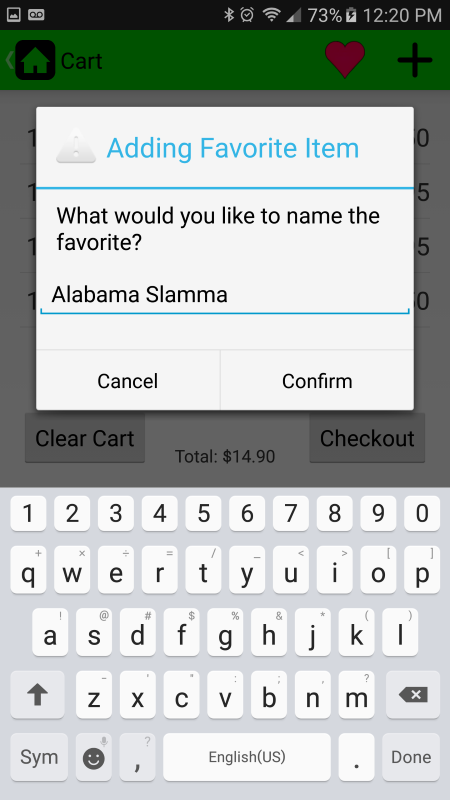 73% 12:20 PM
Cart
Adding Favorite Item
1 0
What would you like to name the
favorite?
1 5
1 5
Alabama Slamma
1 0
Cancel Confirm
Clear Cart Total: $14.90 Checkout
1 2 3 4 5 6 7 8 9 0
+ × ÷ = / _ < > [ ]
q w e r t y u i o p
! @ # $ % & * ( )
a s d f g h j k l
- ' " : ; , ?
z x c v b n m
Sym , ? English(US) . Done